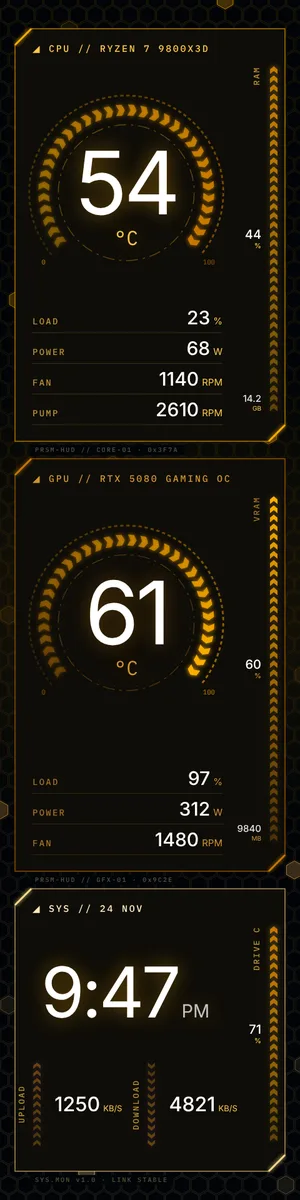 CPU // RYZEN 7 9800X3D
RAM
54
°C
0 100
44
%
LOAD 23 %
POWER 68 W
FAN 1140 RPM
14.2
GB
PUMP 2610 RPM
PRSM-HUD // CORE-01 · 0x3F7A
GPU // RTX 5080 GAMING OC
VRAM
61
°C
0 100
60
%
LOAD 97 %
POWER 312 W
FAN 1480 RPM
9840
MB
PRSM-HUD // GFX-01 · 0x9C2E
SYS // 24 NOV
DRIVE C
9:47 PM
71
%
UPLOAD 1250 KB/S
DOWNLOAD 4821 KB/S
SYS.MON v1.0 · LINK STABLE